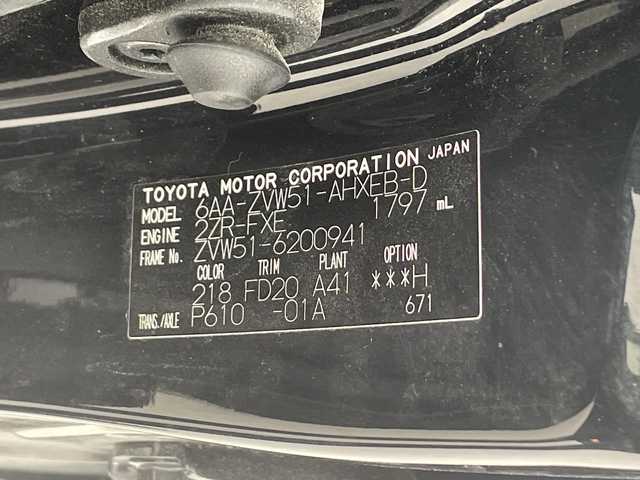 TOYOTA MOTOR CORPORATION JAPAN
MODEL 6AA-ZVW51-AHXEB-D
ENGINE 2ZR-FXE 1797 mL
FRAME No. ZVW51-6200941
COLOR TRIM PLANT OPTION
218 FD20 A41 ***H
TRANS./AXLE P610 -01A 671